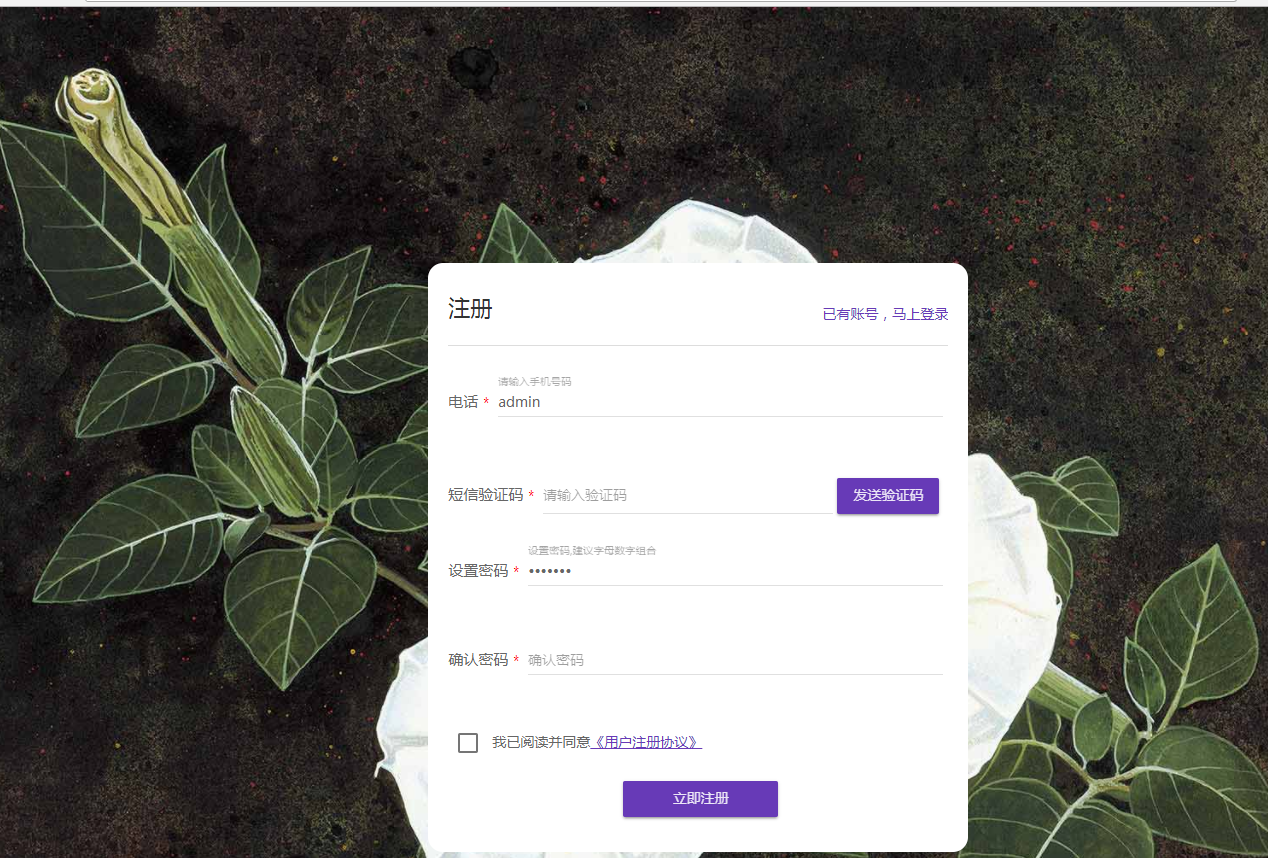 注册
已有账号，马上登录
请输入手机号码
电话 * admin
短信验证码 * 请输入验证码 发送验证码
设置密码,建议字母数字组合
设置密码 * •••••••
确认密码 * 确认密码
我已阅读并同意《用户注册协议》
立即注册